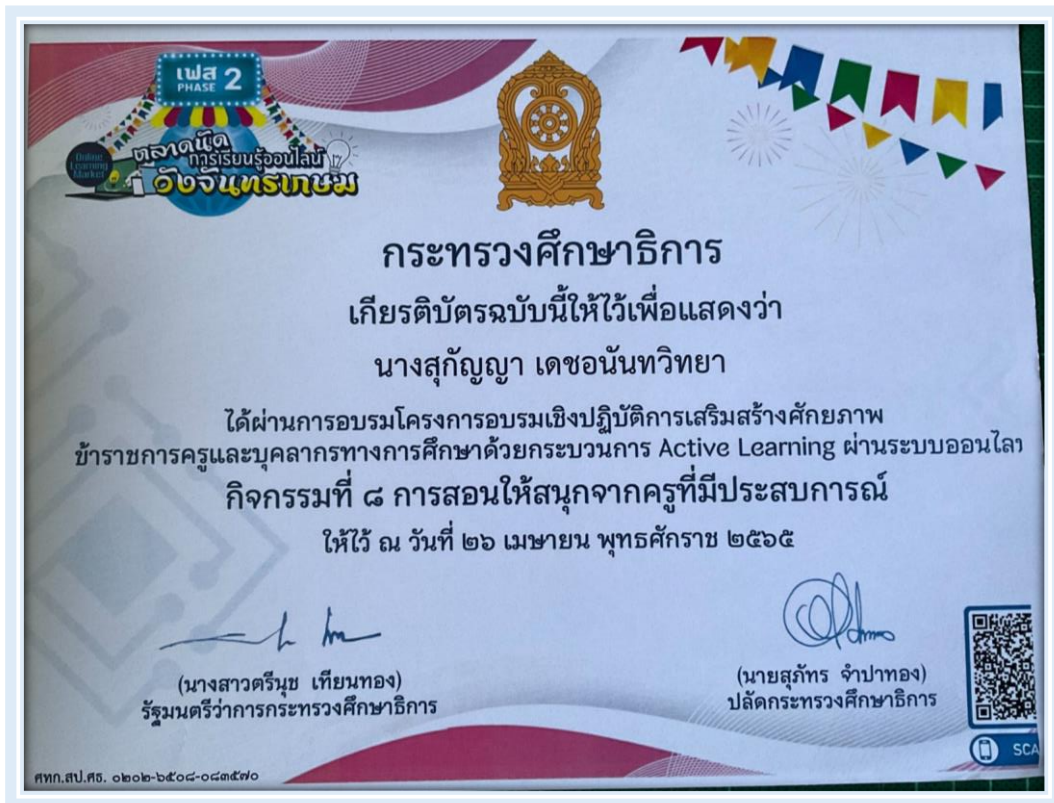 เฟส 2
PHASE
Online
Learning
Market
ตลาดนัด
การเรียนรู้ออนไลน์
วังจันทรเกษม
กระทรวงศึกษาธิการ
เกียรติบัตรฉบับนี้ให้ไว้เพื่อแสดงว่า
นางสุกัญญา เดชอนันทวิทยา
ได้ผ่านการอบรมโครงการอบรมเชิงปฏิบัติการเสริมสร้างศักยภาพ
ข้าราชการครูและบุคลากรทางการศึกษาด้วยกระบวนการ Active Learning ผ่านระบบออนไลา
กิจกรรมที่ ๘ การสอนให้สนุกจากครูที่มีประสบการณ์
ให้ไว้ ณ วันที่ ๒๖ เมษายน พุทธศักราช ๒๕๖๕
(นางสาวตรีนุช เทียนทอง)
รัฐมนตรีว่าการกระทรวงศึกษาธิการ
(นายสุภัทร จำปาทอง)
ปลัดกระทรวงศึกษาธิการ
SCA
ศทก.สป.ศธ. ๐๒๐๒-๖๕๐๘-๐๘๓๕๗๐